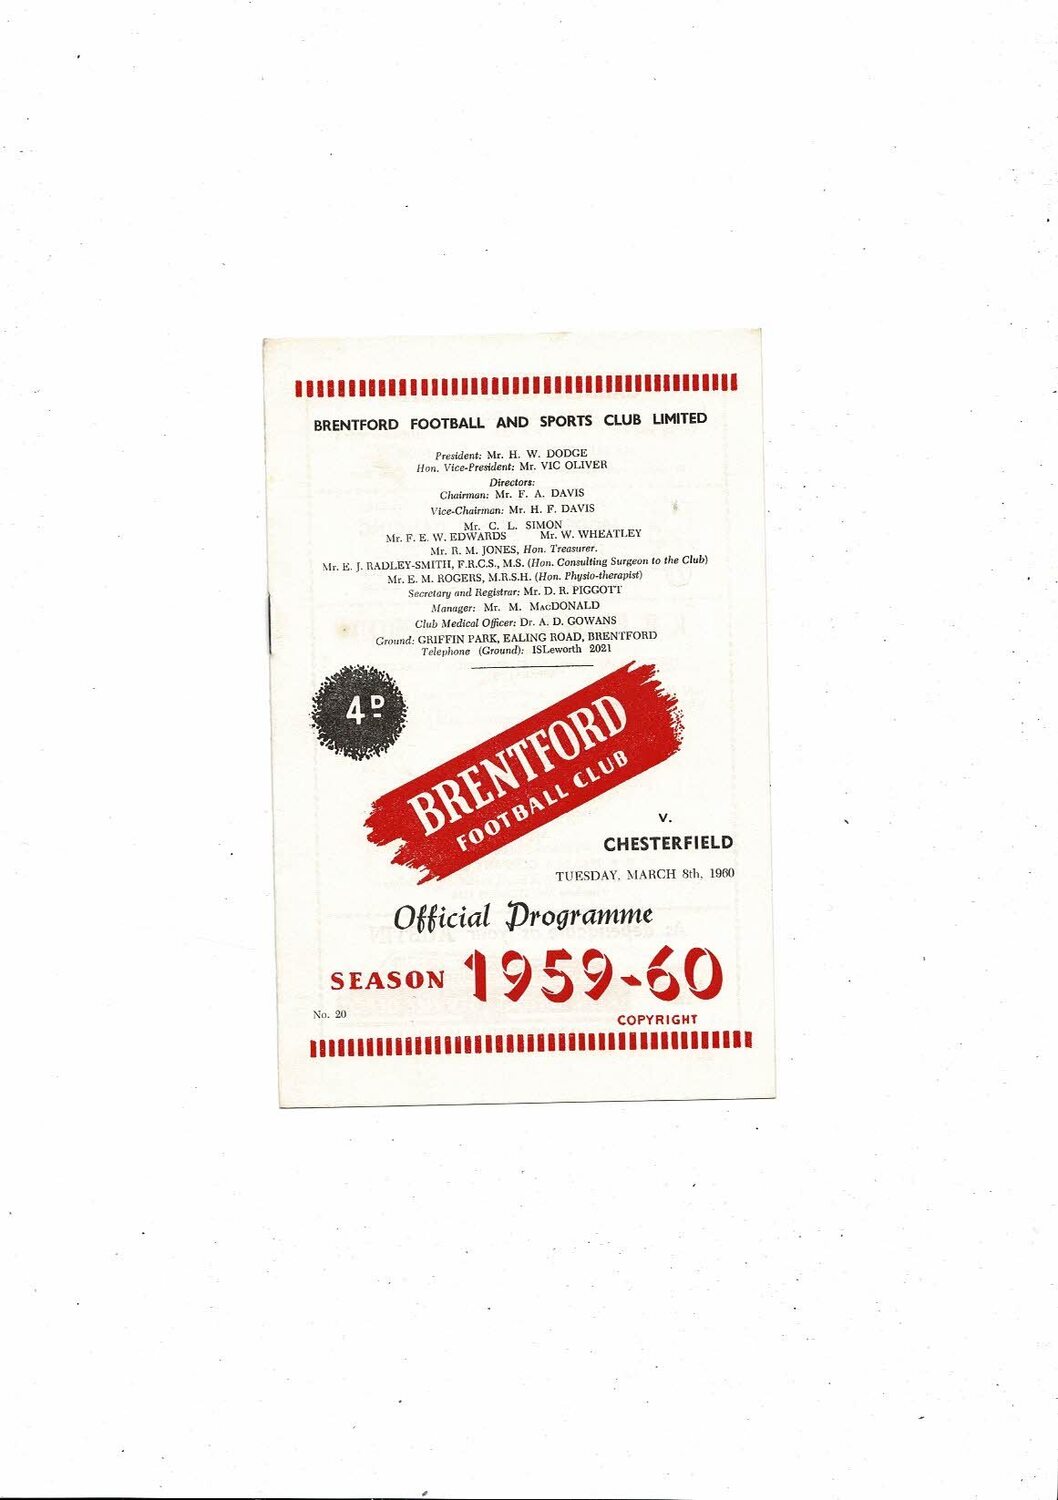 BRENTFORD FOOTBALL AND SPORTS CLUB LIMITED
President: Mr. H. W. DODGE
Hon. Vice-President: Mr. VIC OLIVER
Directors:
Chairman: Mr. F. A. DAVIS
Vice-Chairman: Mr. H. F. DAVIS
Mr. C. L. SIMON
Mr. F. E. W. EDWARDS Mr. W. WHEATLEY
Mr. R. M. JONES, Hon. Treasurer.
Mr. E. J. RADLEY-SMITH, F.R.C.S., M.S. (Hon. Consulting Surgeon to the Club)
Mr. E. M. ROGERS, M.R.S.H. (Hon. Physio-therapist)
Secretary and Registrar: Mr. D. R. PIGGOTT
Manager: Mr. M. MACDONALD
Club Medical Officer: Dr. A. D. GOWANS
Ground: GRIFFIN PARK, EALING ROAD, BRENTFORD
Telephone (Ground): ISLeworth 2021
4D
BRENTFORD
FOOTBALL CLUB
v.
CHESTERFIELD
TUESDAY, MARCH 8th, 1960
Official Programme
SEASON 1959-60
No. 20
COPYRIGHT